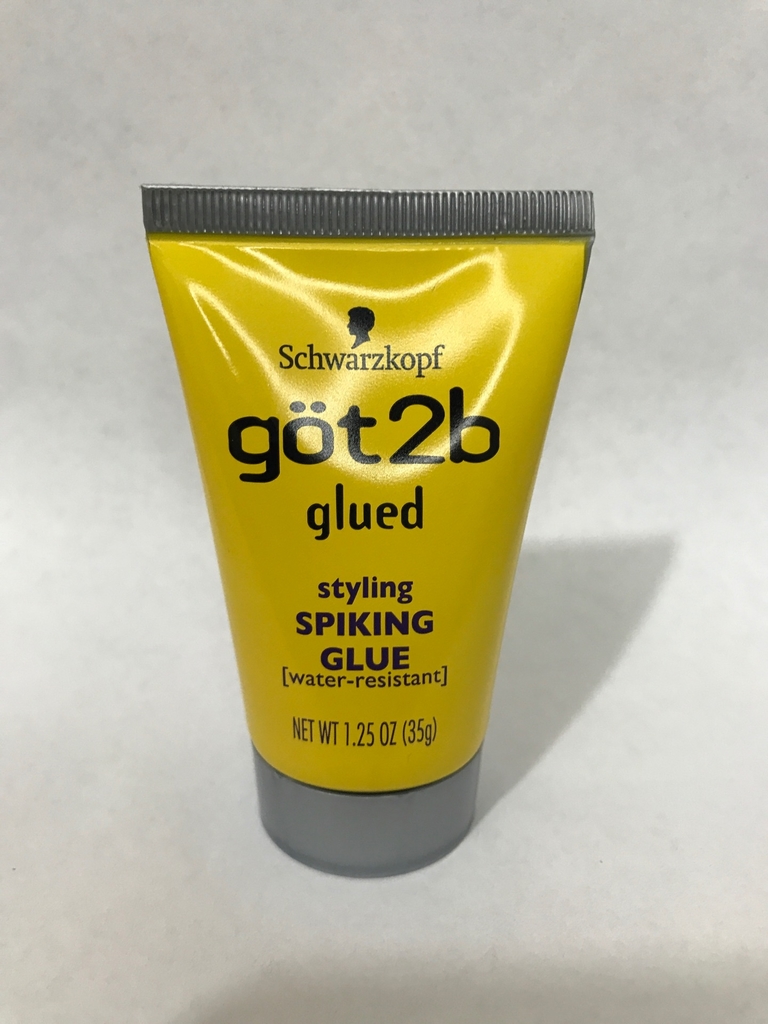 Schwarzkopf
göt2b
glued
styling
SPIKING
GLUE
[water-resistant]
NET WT 1.25 OZ (35g)